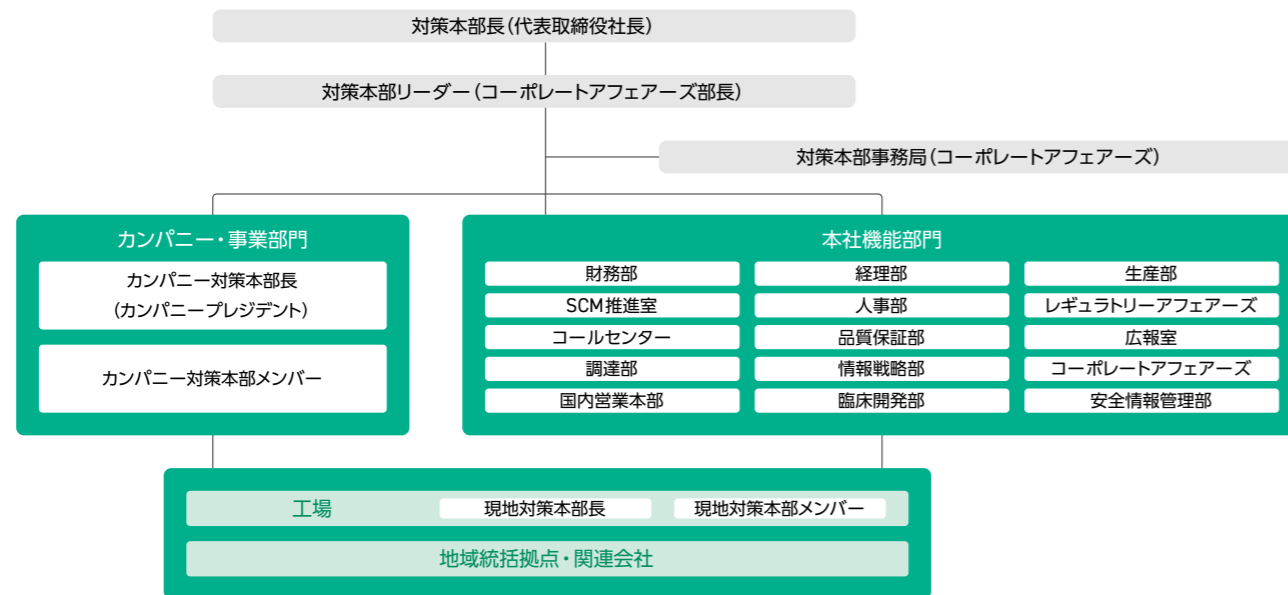 対策本部長(代表取締役社長)
対策本部リーダー(コーポレートアフェアーズ部長)
対策本部事務局(コーポレートアフェアーズ)
カンパニー・事業部門
カンパニー対策本部長
(カンパニープレジデント)
カンパニー対策本部メンバー
本社機能部門
財務部
経理部
生産部
SCM推進室
人事部
レギュラトリーアフェアーズ
コールセンター
品質保証部
広報室
調達部
情報戦略部
コーポレートアフェアーズ
国内営業本部
臨床開発部
安全情報管理部
工場
現地対策本部長
現地対策本部メンバー
地域統括拠点・関連会社